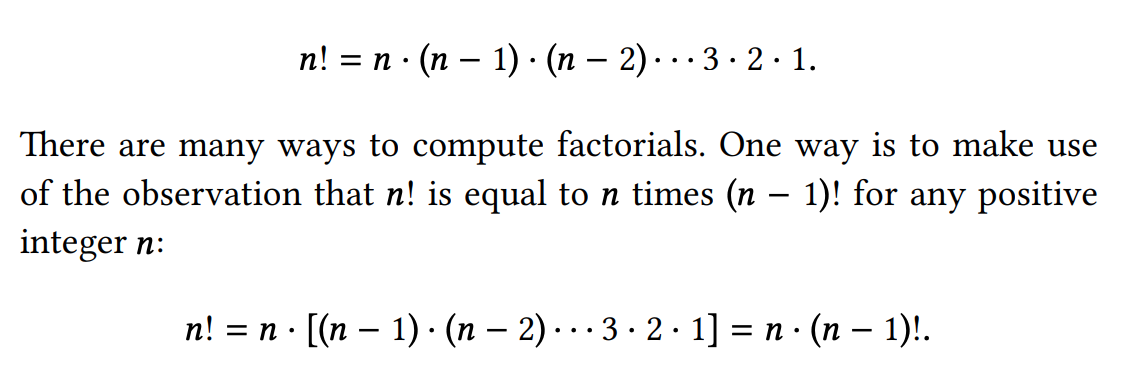 n! = n · (n − 1) · (n − 2) · · · 3 · 2 · 1.
There are many ways to compute factorials. One way is to make use
of the observation that n! is equal to n times (n − 1)! for any positive
integer n:
n! = n · [(n − 1) · (n − 2) · · · 3 · 2 · 1] = n · (n − 1)!.